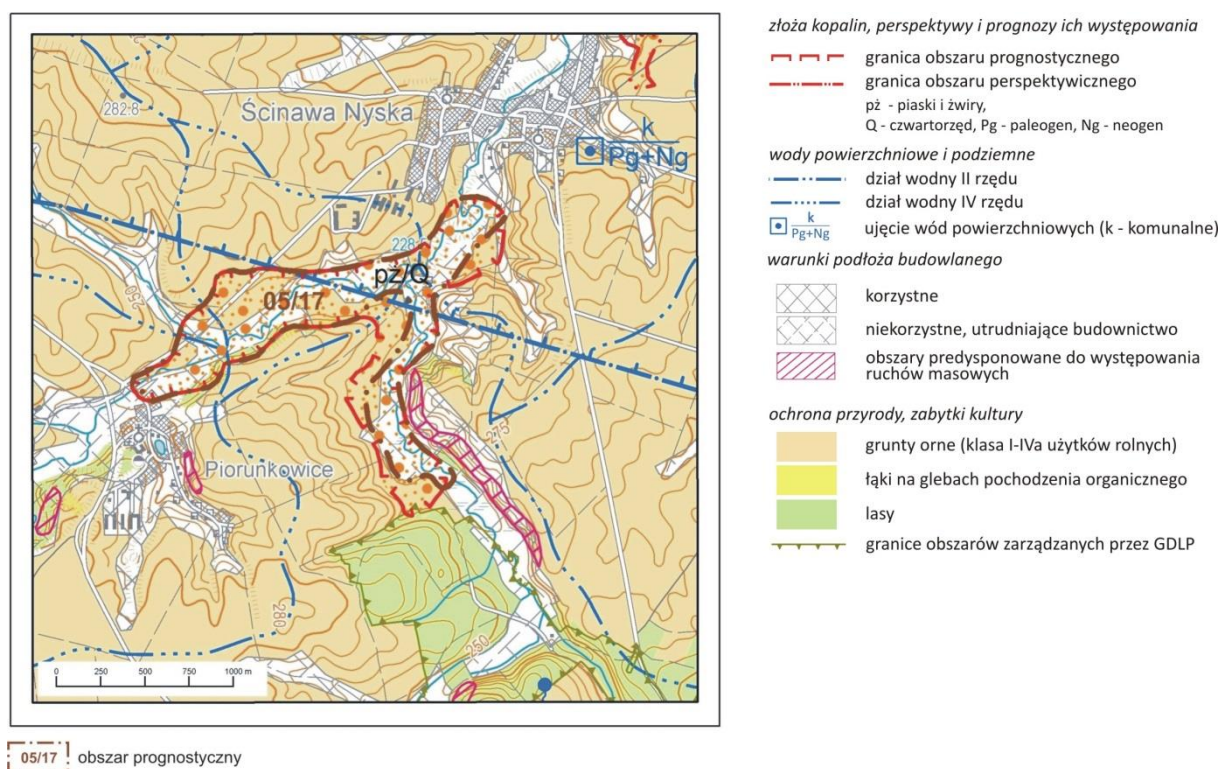 282·8
Ścinawa Nyska
k
Pg+Ng
228·
pż/Q
05/17
250
275
Piorunkowice
280
250
0 250 500 750 1000 m
05/17 obszar prognostyczny
złoża kopalin, perspektywy i prognozy ich występowania
granica obszaru prognostycznego
granica obszaru perspektywicznego
pż - piaski i żwiry,
Q - czwartorzęd, Pg - paleogen, Ng - neogen
wody powierzchniowe i podziemne
dział wodny II rzędu
dział wodny IV rzędu
k
Pg+Ng
ujęcie wód powierzchniowych (k - komunalne)
warunki podłoża budowlanego
korzystne
niekorzystne, utrudniające budownictwo
obszary predysponowane do występowania
ruchów masowych
ochrona przyrody, zabytki kultury
grunty orne (klasa I-IVa użytków rolnych)
łąki na glebach pochodzenia organicznego
lasy
granice obszarów zarządzanych przez GDLP